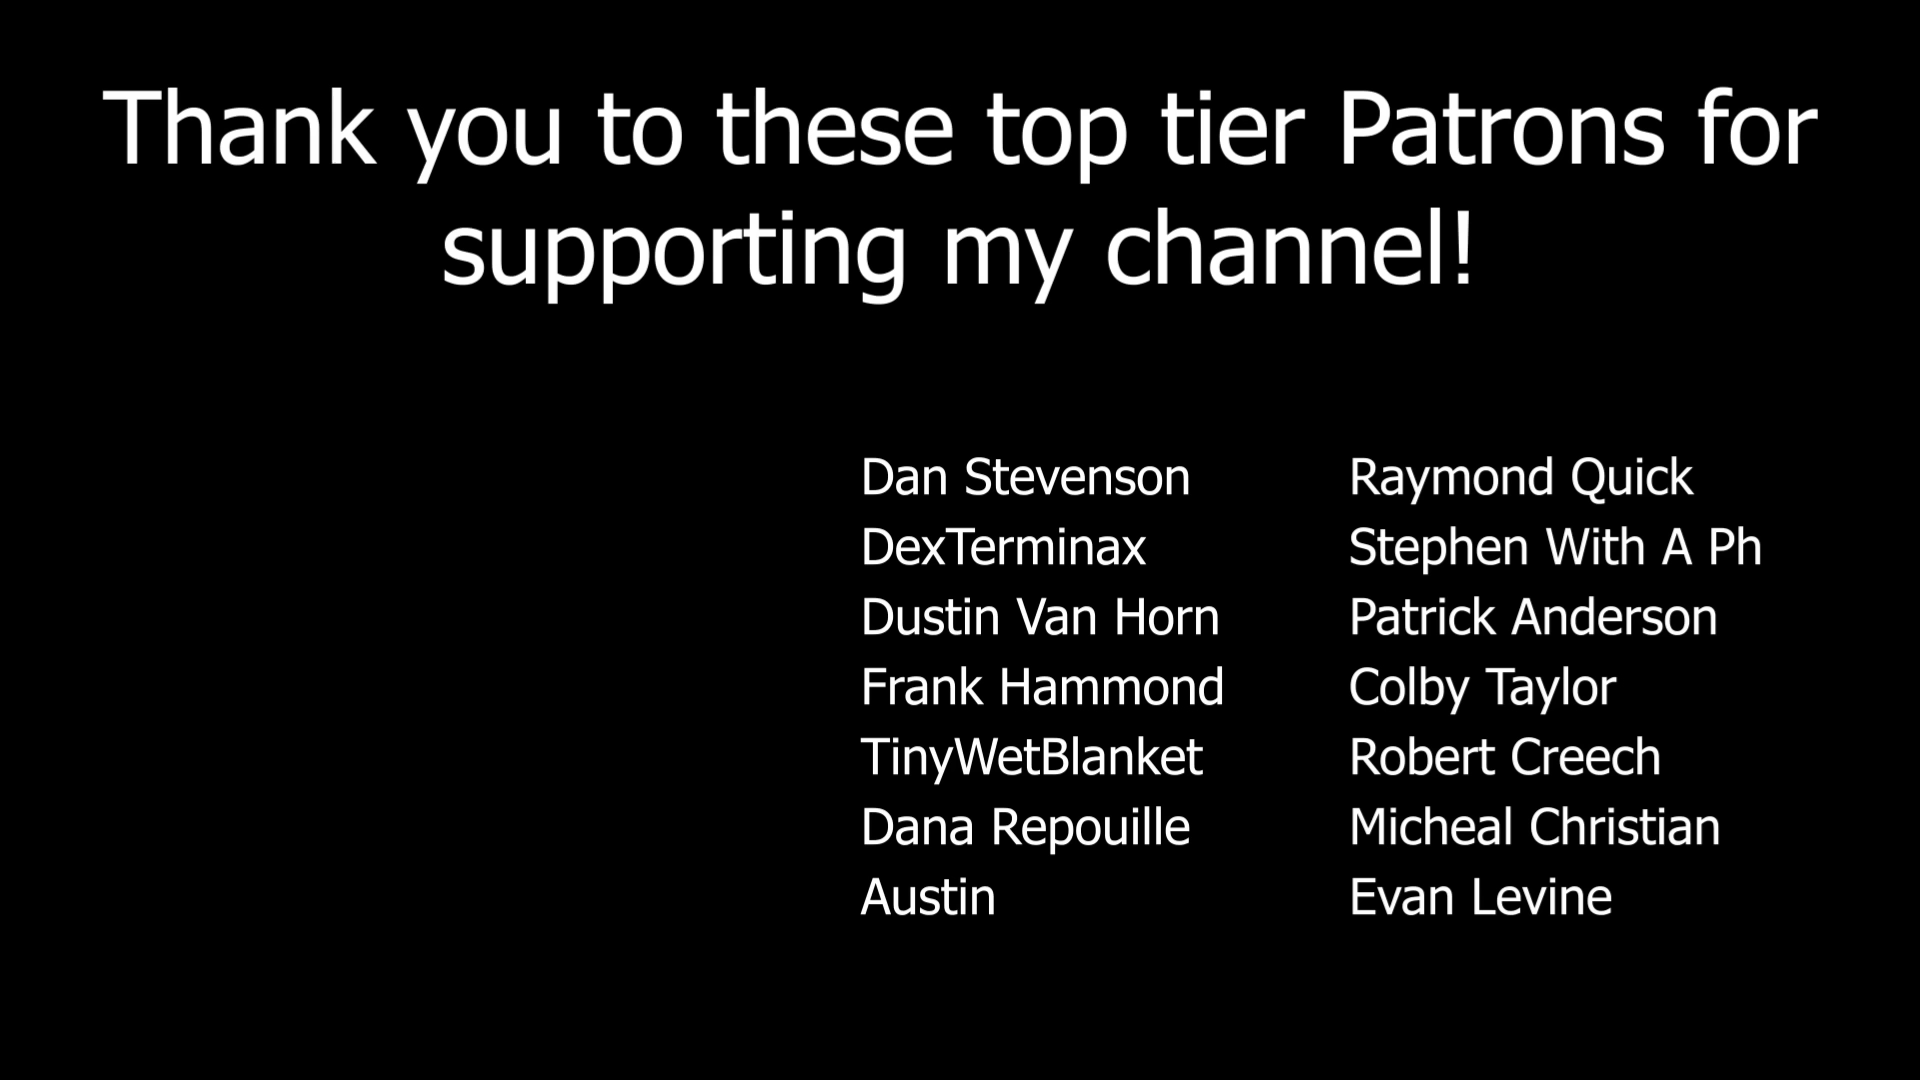 Thank you to these top tier Patrons for
supporting my channel!
Dan Stevenson
DexTerminax
Dustin Van Horn
Frank Hammond
TinyWetBlanket
Dana Repouille
Austin
Raymond Quick
Stephen With A Ph
Patrick Anderson
Colby Taylor
Robert Creech
Micheal Christian
Evan Levine